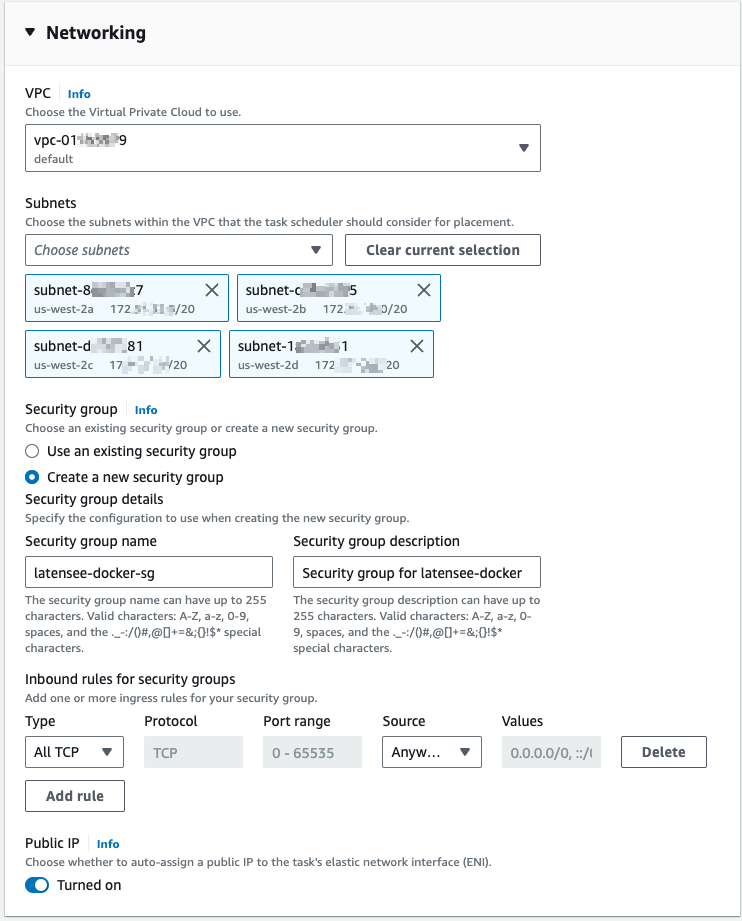 Networking
VPC Info
Choose the Virtual Private Cloud to use.
vpc-01 9
default
Subnets
Choose the subnets within the VPC that the task scheduler should consider for placement.
Choose subnets Clear current selection
subnet-8 7 subnet- 5
us-west-2a 172. /20 us-west-2b 172. 0/20
subnet-d 81 subnet-1 1
us-west-2c 17 /20 us-west-2d 172 20
Security group Info
Choose an existing security group or create a new security group.
Use an existing security group
Create a new security group
Security group details
Specify the configuration to use when creating the new security group.
Security group name Security group description
latensee-docker-sg Security group for latensee-docker
The security group name can have up to 255 The security group description can have up to
characters. Valid characters: A-Z, a-z, 0-9, 255 characters. Valid characters: A-Z, a-z, 0-
spaces, and the ._-:/()#,@[]+=&;{}!$* special 9, spaces, and the ._-:/()#,@[]+=&;{}!$*
characters. special characters.
Inbound rules for security groups
Add one or more ingress rules for your security group.
Type Protocol Port range Source Values
All TCP TCP 0 - 65535 Anyw... 0.0.0.0/0, ::/ Delete
Add rule
Public IP Info
Choose whether to auto-assign a public IP to the task's elastic network interface (ENI).
Turned on